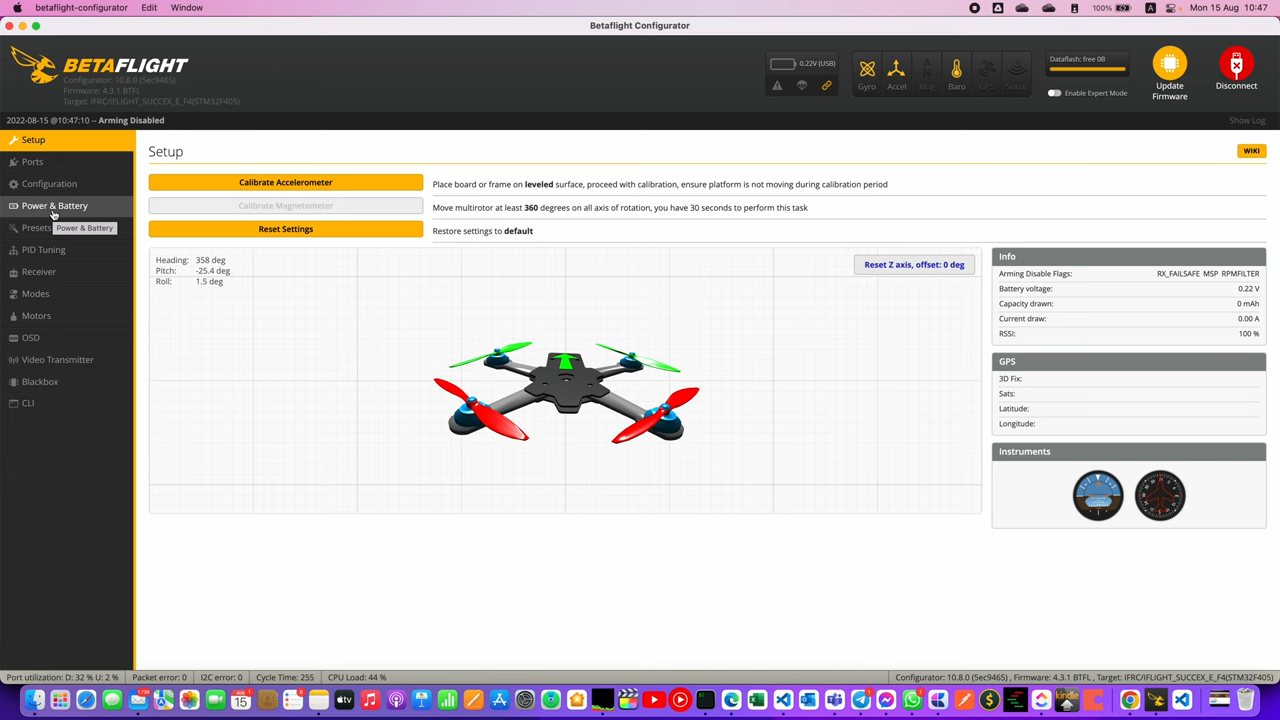 betaflight-configurator Edit Window
100% A Mon 15 Aug 10:47
Betaflight Configurator
BETAFLIGHT
Configurator: 10.8.0 (5ec9465)
Firmware: 4.3.1 BTFL
Target: IFRC/IFLIGHT_SUCCEX_E_F4(STM32F405)
0.22V (USB)
Gyro Accel Mag Baro GPS Sonar
Dataflash: free 0B
Enable Expert Mode
Update Firmware
Disconnect
2022-08-15 @10:47:10 -- Arming Disabled
Show Log
Setup
Ports
Configuration
Power & Battery
Presets
Power & Battery
PID Tuning
Receiver
Modes
Motors
OSD
Video Transmitter
Blackbox
CLI
Setup
WIKI
Calibrate Accelerometer
Place board or frame on leveled surface, proceed with calibration, ensure platform is not moving during calibration period
Calibrate Magnetometer
Move multirotor at least 360 degrees on all axis of rotation, you have 30 seconds to perform this task
Reset Settings
Restore settings to default
Heading: 358 deg
Pitch: -25.4 deg
Roll: 1.5 deg
Reset Z axis, offset: 0 deg
Info
Arming Disable Flags: RX_FAILSAFE MSP RPMFILTER
Battery voltage: 0.22 V
Capacity drawn: 0 mAh
Current draw: 0.00 A
RSSI: 100 %
GPS
3D Fix:
Sats:
Latitude:
Longitude:
Instruments
Port utilization: D: 32 % U: 2 % Packet error: 0 I2C error: 0 Cycle Time: 255 CPU Load: 44 %
Configurator: 10.8.0 (5ec9465), Firmware: 4.3.1 BTFL , Target: IFRC/IFLIGHT_SUCCEX_E_F4(STM32F405)